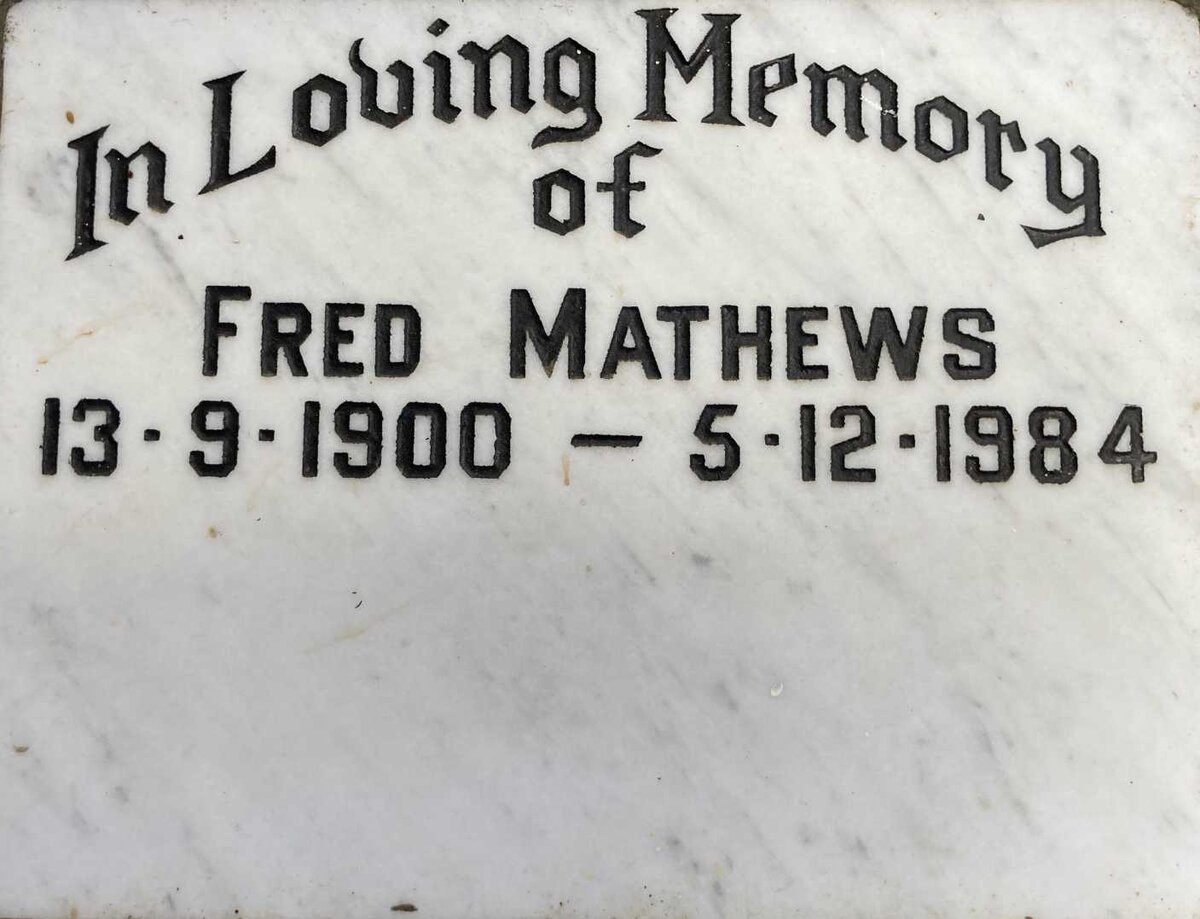 In Loving Memory
of
FRED MATHEWS
13·9·1900 — 5·12·1984